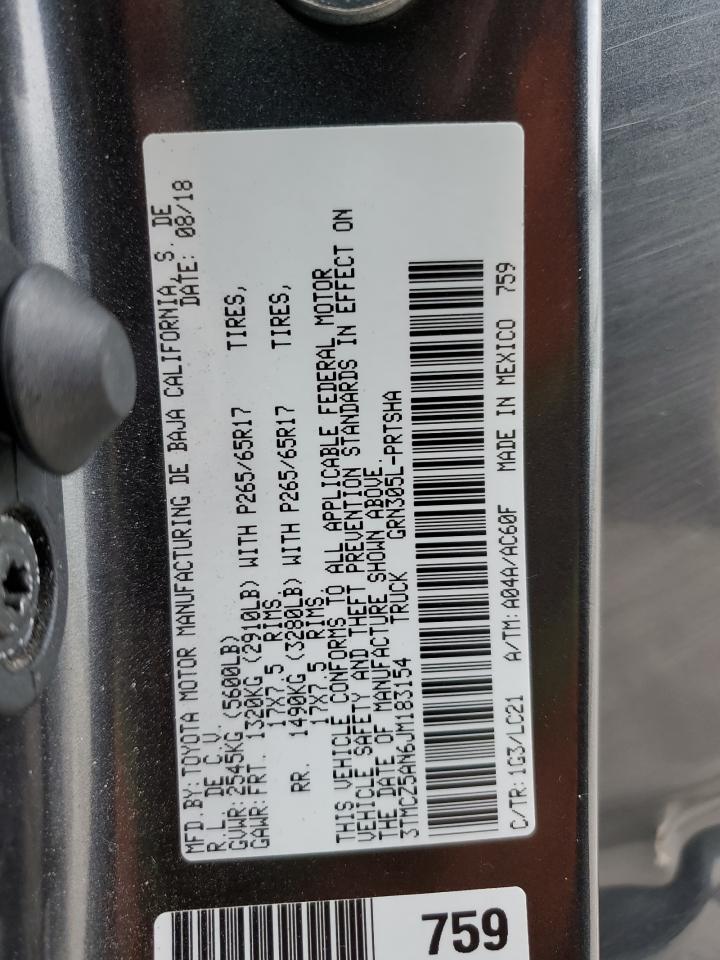 MFD.BY:TOYOTA MOTOR MANUFACTURING DE BAJA CALIFORNIA, S. DE
R.L. DE C.V. DATE: 08/18
GVWR:2545KG (5600LB)
GAWR:FRT. 1320KG (2910LB) WITH P265/65R17 TIRES,
17X7.5 RIMS
RR. 1490KG (3280LB) WITH P265/65R17 TIRES,
17X7.5 RIMS
THIS VEHICLE CONFORMS TO ALL APPLICABLE FEDERAL MOTOR
VEHICLE SAFETY AND THEFT PREVENTION STANDARDS IN EFFECT ON
THE DATE OF MANUFACTURE SHOWN ABOVE.
3TMCZ5AN6JM183154 TRUCK GRN305L-PRTSHA
C/TR:1G3/LC21 A/TM:A04A/AC60F MADE IN MEXICO 759
759